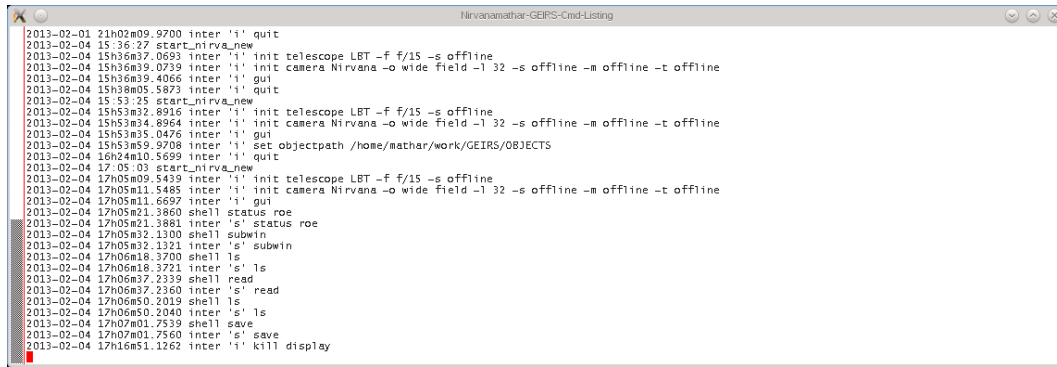 Nirvanamathar-GEIRS-Cmd-Listing
2013-02-01 21h02m09.9700 inter 'i' quit
2013-02-04 15:36:27 start_nirva_new
2013-02-04 15h36m37.0693 inter 'i' init telescope LBT -f f/15 -s offline
2013-02-04 15h36m39.0739 inter 'i' init camera Nirvana -o wide field -l 32 -s offline -m offline -t offline
2013-02-04 15h36m39.4066 inter 'i' gui
2013-02-04 15h38m05.5873 inter 'i' quit
2013-02-04 15:53:25 start_nirva_new
2013-02-04 15h53m32.8916 inter 'i' init telescope LBT -f f/15 -s offline
2013-02-04 15h53m34.8964 inter 'i' init camera Nirvana -o wide field -l 32 -s offline -m offline -t offline
2013-02-04 15h53m35.0476 inter 'i' gui
2013-02-04 15h53m59.9708 inter 'i' set objectpath /home/mathar/work/GEIRS/OBJECTS
2013-02-04 16h24m10.5699 inter 'i' quit
2013-02-04 17:05:03 start_nirva_new
2013-02-04 17h05m09.5439 inter 'i' init telescope LBT -f f/15 -s offline
2013-02-04 17h05m11.5485 inter 'i' init camera Nirvana -o wide field -l 32 -s offline -m offline -t offline
2013-02-04 17h05m11.6697 inter 'i' gui
2013-02-04 17h05m21.3860 shell status roe
2013-02-04 17h05m21.3881 inter 's' status roe
2013-02-04 17h05m32.1300 shell subwin
2013-02-04 17h05m32.1321 inter 's' subwin
2013-02-04 17h06m18.3700 shell ls
2013-02-04 17h06m18.3721 inter 's' ls
2013-02-04 17h06m37.2339 shell read
2013-02-04 17h06m37.2360 inter 's' read
2013-02-04 17h06m50.2019 shell ls
2013-02-04 17h06m50.2040 inter 's' ls
2013-02-04 17h07m01.7539 shell save
2013-02-04 17h07m01.7560 inter 's' save
2013-02-04 17h16m51.1262 inter 'i' kill display